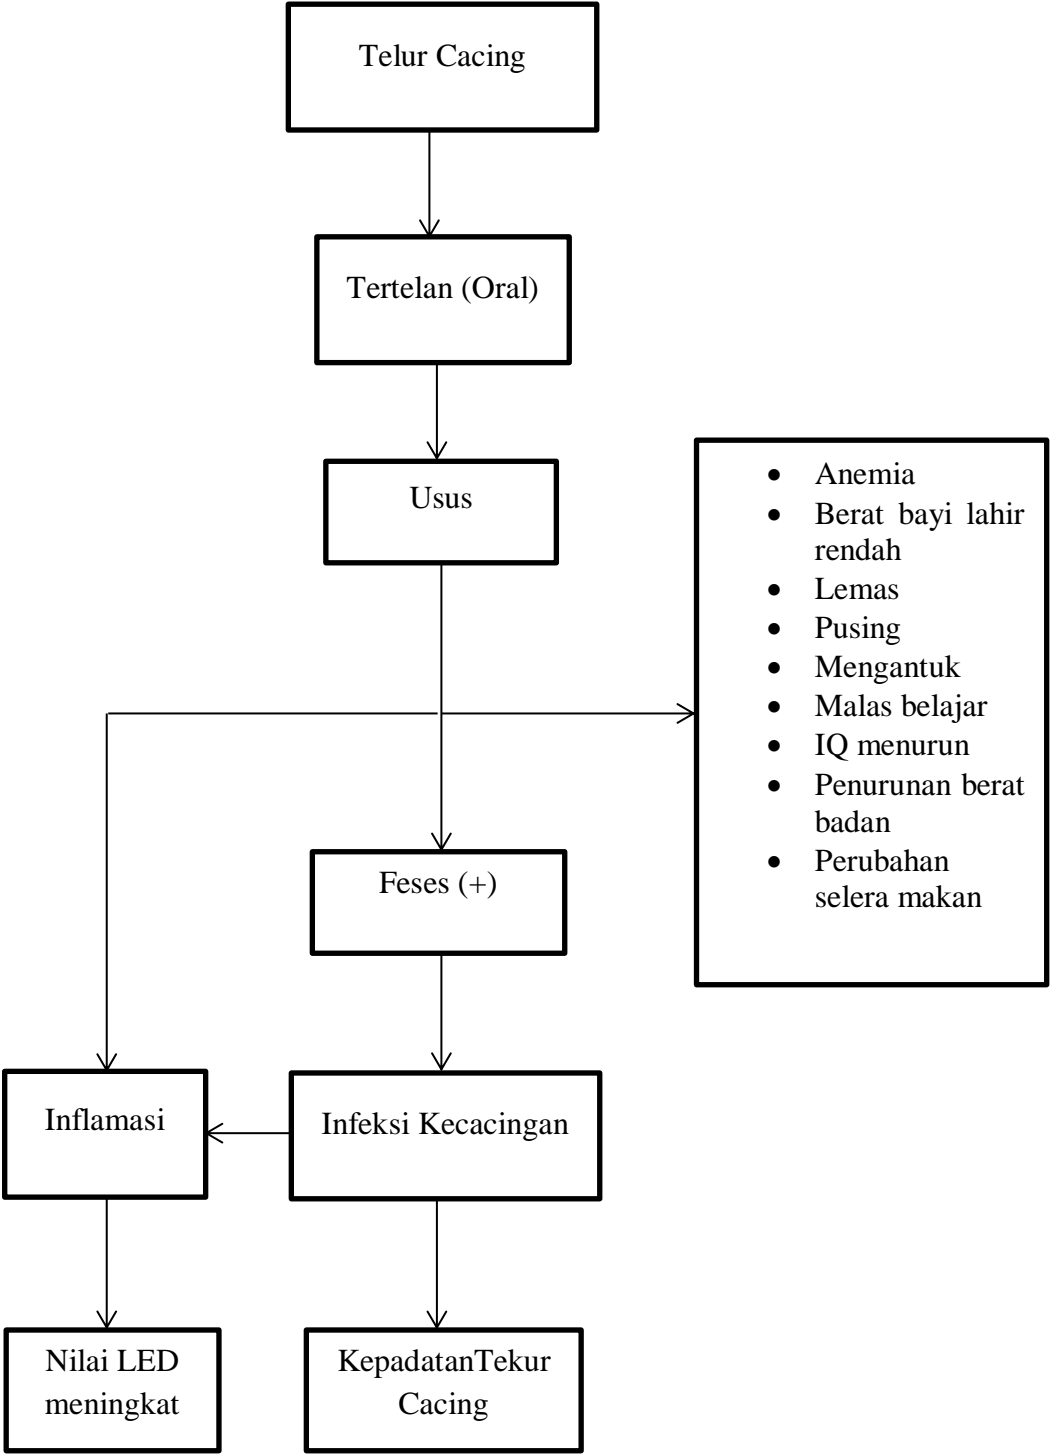 Telur Cacing
Tertelan (Oral)
Usus
• Anemia
• Berat bayi lahir
rendah
• Lemas
• Pusing
• Mengantuk
• Malas belajar
• IQ menurun
• Penurunan berat
badan
• Perubahan
selera makan
Feses (+)
Inflamasi
Infeksi Kecacingan
Nilai LED
meningkat
KepadatanTekur
Cacing